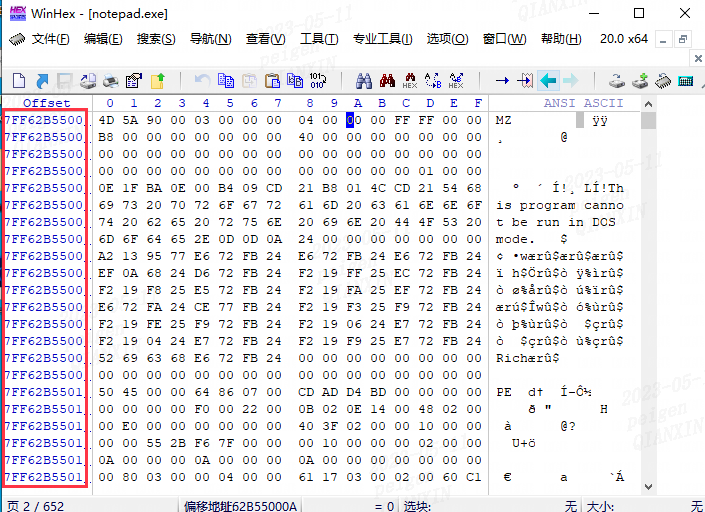 WinHex - [notepad.exe]
文件(F) 编辑(E) 搜索(S) 导航(N) 查看(V) 工具(T) 专业工具(I) 选项(O) 窗口(W) 帮助(H) 20.0 x64
Offset 0 1 2 3 4 5 6 7 8 9 A B C D E F ANSI ASCII
7FF62B5500 4D 5A 90 00 03 00 00 00 04 00 00 00 FF FF 00 00 MZ ÿÿ
7FF62B5500 B8 00 00 00 00 00 00 00 40 00 00 00 00 00 00 00 ¸ @
7FF62B5500 00 00 00 00 00 00 00 00 00 00 00 00 00 00 00 00
7FF62B5500 00 00 00 00 00 00 00 00 00 00 00 00 00 01 00 00
7FF62B5500 0E 1F BA 0E 00 B4 09 CD 21 B8 01 4C CD 21 54 68 º ´ Í!¸ LÍ!Th
7FF62B5500 69 73 20 70 72 6F 67 72 61 6D 20 63 61 6E 6E 6F is program canno
7FF62B5500 74 20 62 65 20 72 75 6E 20 69 6E 20 44 4F 53 20 t be run in DOS
7FF62B5500 6D 6F 64 65 2E 0D 0D 0A 24 00 00 00 00 00 00 00 mode. $
7FF62B5500 A2 13 95 77 E6 72 FB 24 E6 72 FB 24 E6 72 FB 24 ¢ •wærû$ærû$ærû$
7FF62B5500 EF 0A 68 24 D6 72 FB 24 F2 19 FF 25 EC 72 FB 24 ï h$Örû$ò ÿ%ìrû$
7FF62B5500 F2 19 F8 25 E5 72 FB 24 F2 19 FA 25 EF 72 FB 24 ò ø%årû$ò ú%ïrû$
7FF62B5500 E6 72 FA 24 CE 77 FB 24 F2 19 F3 25 F9 72 FB 24 ærú$Îwû$ò ó%ùrû$
7FF62B5500 F2 19 FE 25 F9 72 FB 24 F2 19 06 24 E7 72 FB 24 ò þ%ùrû$ò $çrû$
7FF62B5500 F2 19 04 24 E7 72 FB 24 F2 19 F9 25 E7 72 FB 24 ò $çrû$ò ù%çrû$
7FF62B5500 52 69 63 68 E6 72 FB 24 00 00 00 00 00 00 00 00 Richærû$
7FF62B5501 50 45 00 00 64 86 07 00 CD AD D4 BD 00 00 00 00 PE d† Í-Ô½
7FF62B5501 00 00 00 00 F0 00 22 00 0B 02 0E 14 00 48 02 00 ð " H
7FF62B5501 00 E0 00 00 00 00 00 00 40 3F 02 00 00 10 00 00 à @?
7FF62B5501 00 00 55 2B F6 7F 00 00 00 10 00 00 00 02 00 00 U+ö
7FF62B5501 0A 00 00 00 0A 00 00 00 0A 00 00 00 00 00 00 00
7FF62B5501 00 80 03 00 00 04 00 00 61 17 03 00 02 00 60 C1 € a `Á
页 2 / 652 偏移地址62B55000A = 0 选块: 无 大小: 无